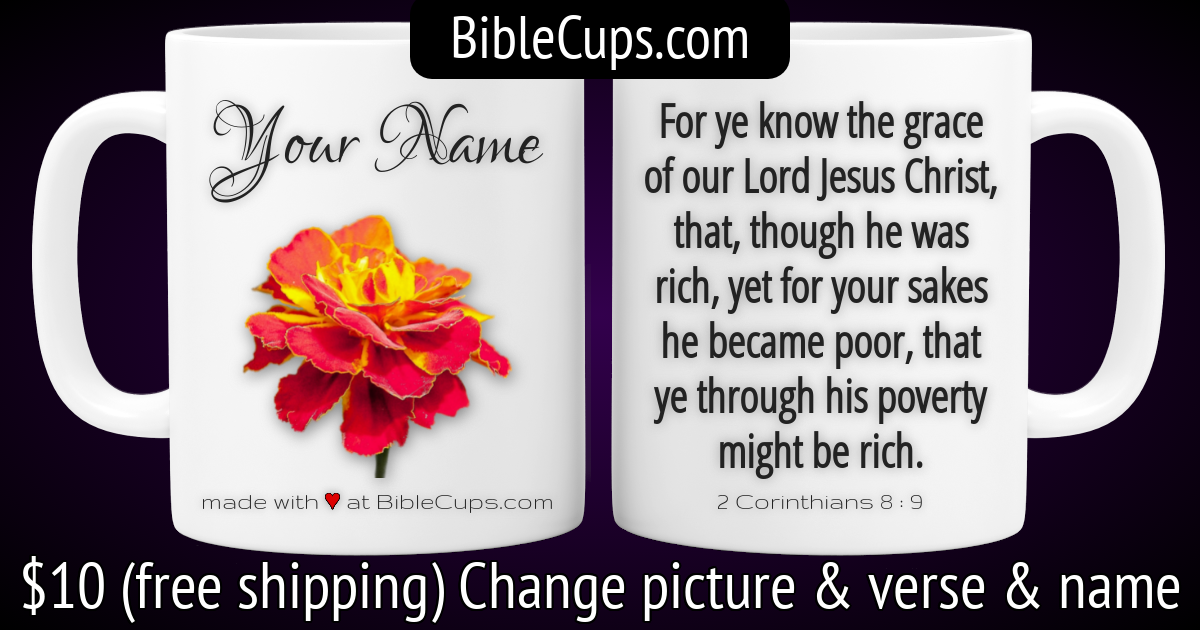 BibleCups.com
Your Name
made with ♥ at BibleCups.com
For ye know the grace
of our Lord Jesus Christ,
that, though he was
rich, yet for your sakes
he became poor, that
ye through his poverty
might be rich.
2 Corinthians 8 : 9
$10 (free shipping) Change picture & verse & name